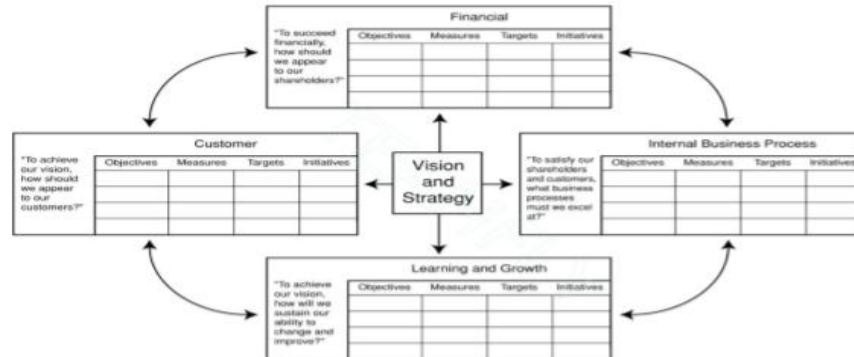 Financial
"To succeed
financially,
how should
we appear
to our
shareholders?"
Objectives Measures Targets Initiatives
Customer
"To achieve
our vision,
how should
we appear
to our
customers?"
Objectives Measures Targets Initiatives
Vision
and
Strategy
Internal Business Process
"To satisfy our
shareholders
and customers,
what business
processes
must we excel
at?"
Objectives Measures Targets Initiatives
Learning and Growth
"To achieve
our vision,
how will we
sustain our
ability to
change and
improve?"
Objectives Measures Targets Initiatives